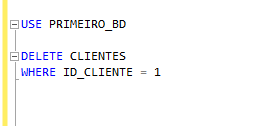 USE PRIMEIRO_BD
DELETE CLIENTES
WHERE ID_CLIENTE = 1